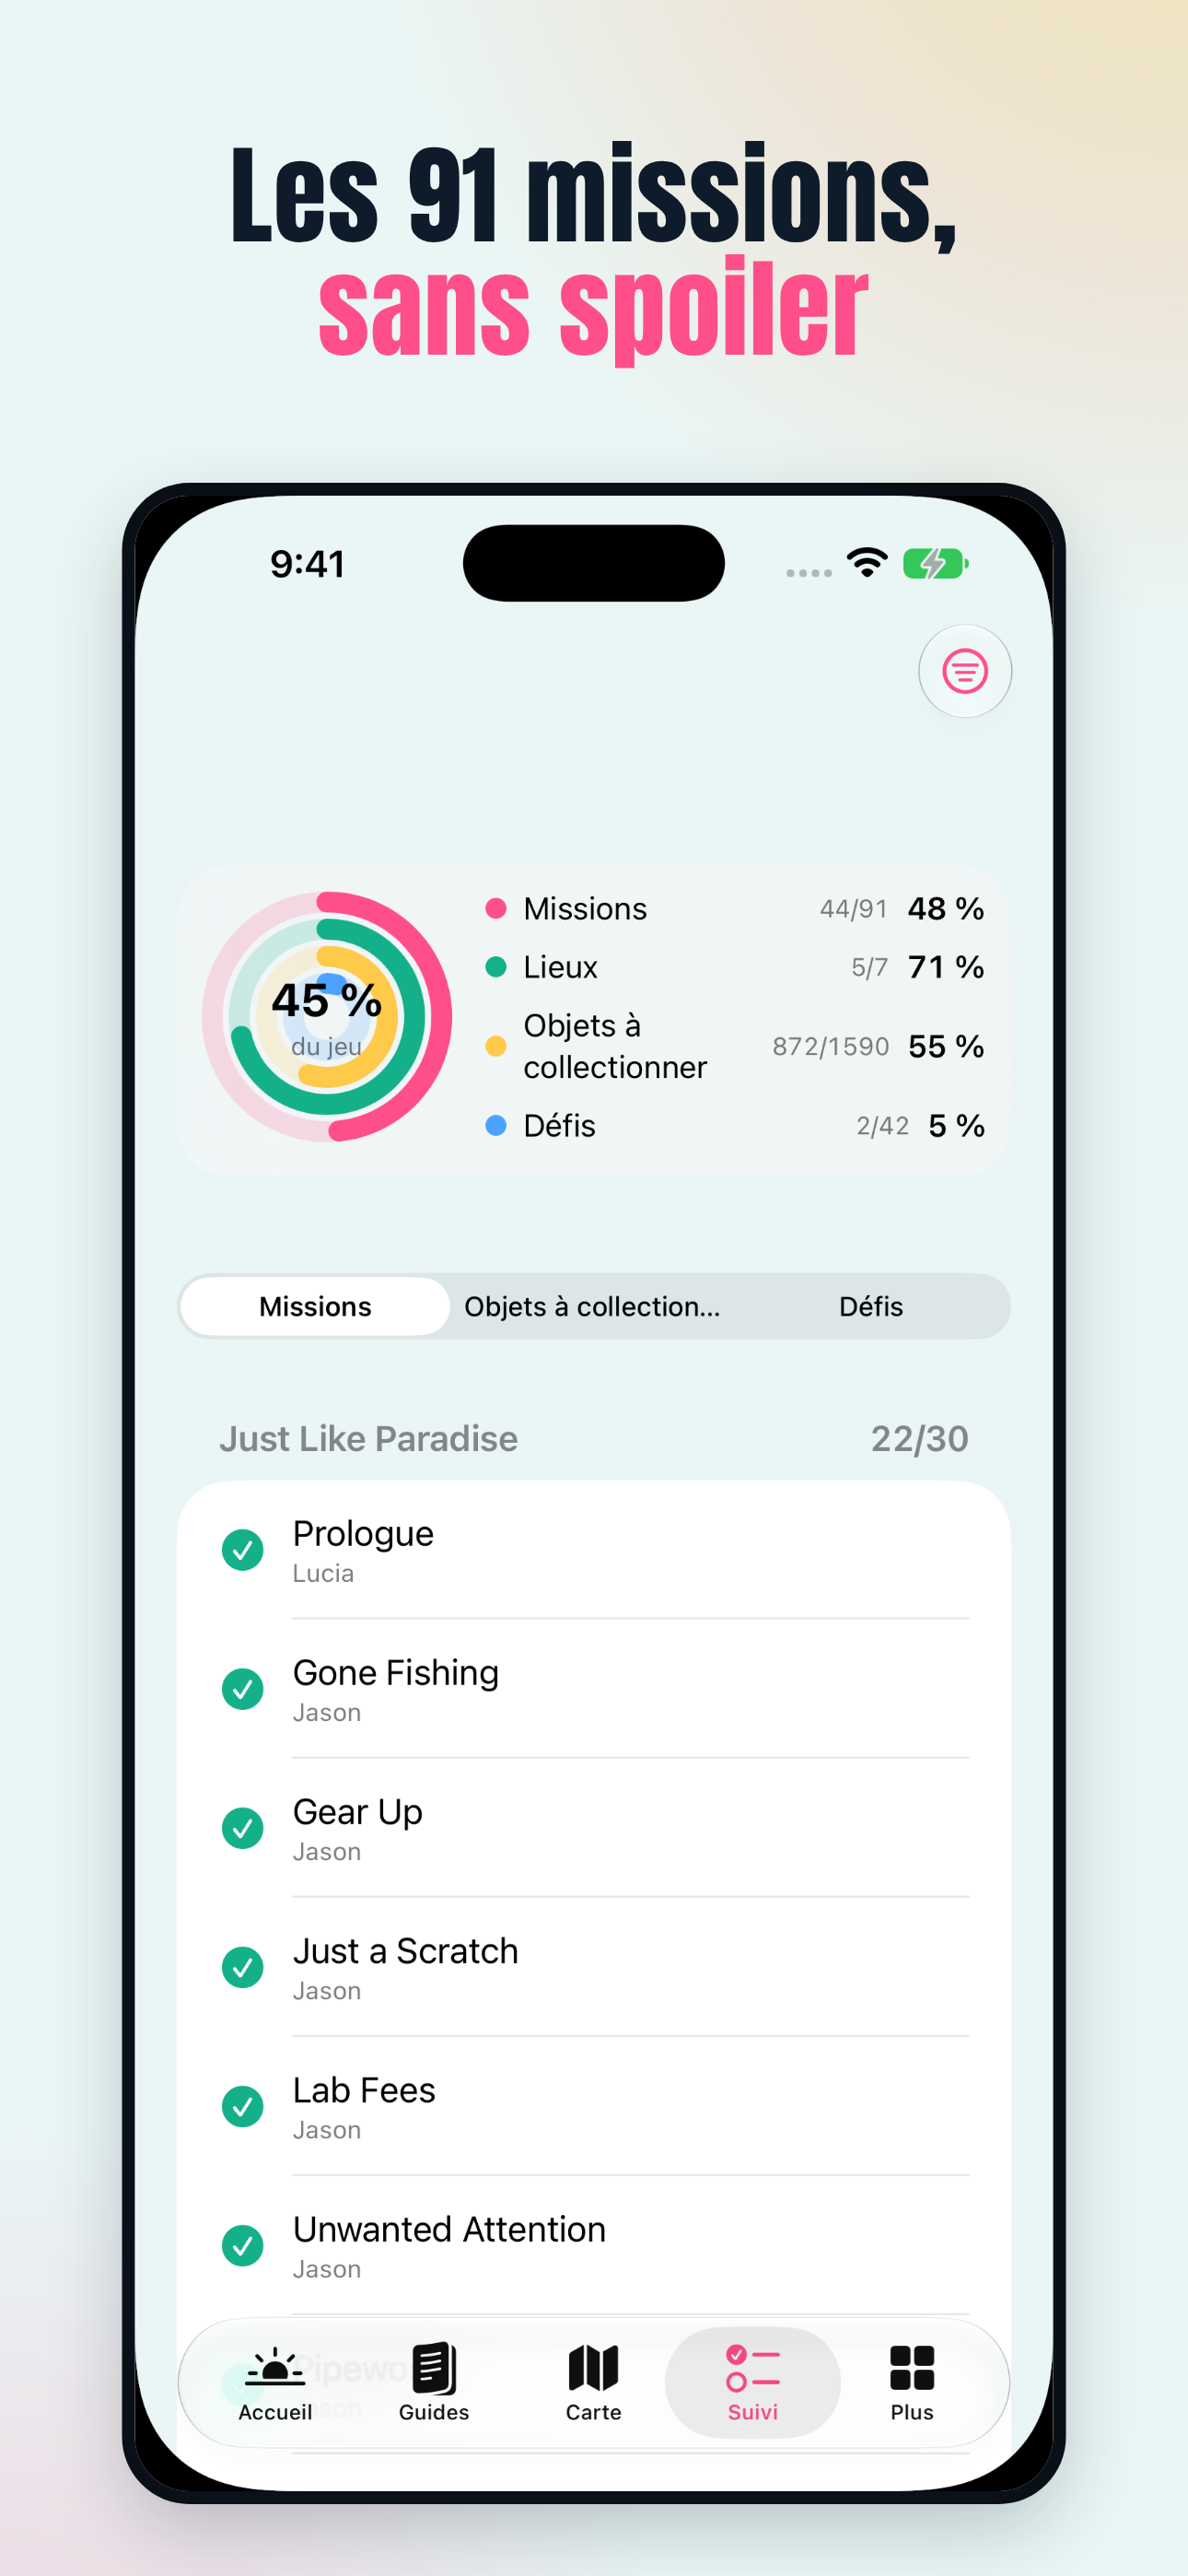 Les 91 missions,
sans spoiler
9:41
45 %
du jeu
Missions 44/91 48 %
Lieux 5/7 71 %
Objets à
collectionner 872/1590 55 %
Défis 2/42 5 %
Missions Objets à collection... Défis
Just Like Paradise 22/30
Prologue
Lucia
Gone Fishing
Jason
Gear Up
Jason
Just a Scratch
Jason
Lab Fees
Jason
Unwanted Attention
Jason
Accueil Guides Carte Suivi Plus